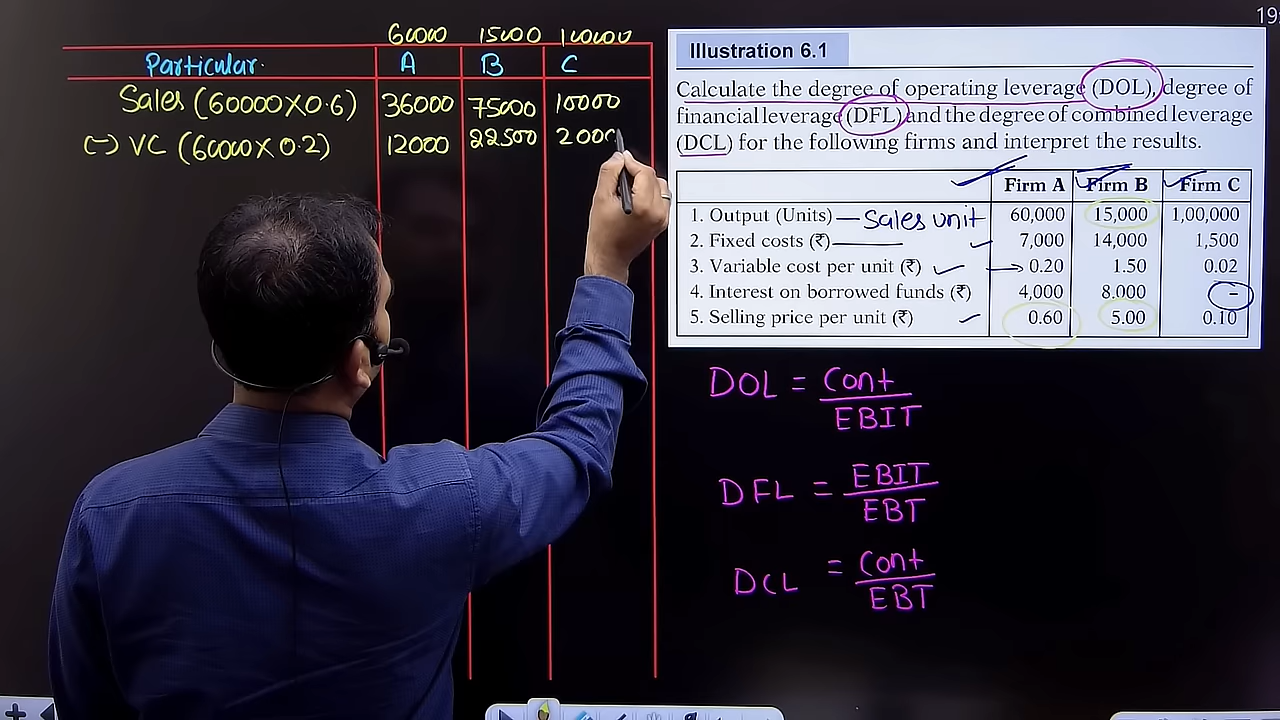 19
60000 15000 100000
Particular. A B C
Sales (60000X0.6) 36000 75000 10000
(-) VC (60000X0.2) 12000 22500 2000
Illustration 6.1
Calculate the degree of operating leverage (DOL), degree of
financial leverage (DFL) and the degree of combined leverage
(DCL) for the following firms and interpret the results.
Firm A Firm B Firm C
1. Output (Units) — Sales unit 60,000 15,000 1,00,000
2. Fixed costs (₹) 7,000 14,000 1,500
3. Variable cost per unit (₹) 0.20 1.50 0.02
4. Interest on borrowed funds (₹) 4,000 8.000 -
5. Selling price per unit (₹) 0.60 5.00 0.10
DOL = Cont
EBIT
DFL = EBIT
EBT
DCL = Cont
EBT